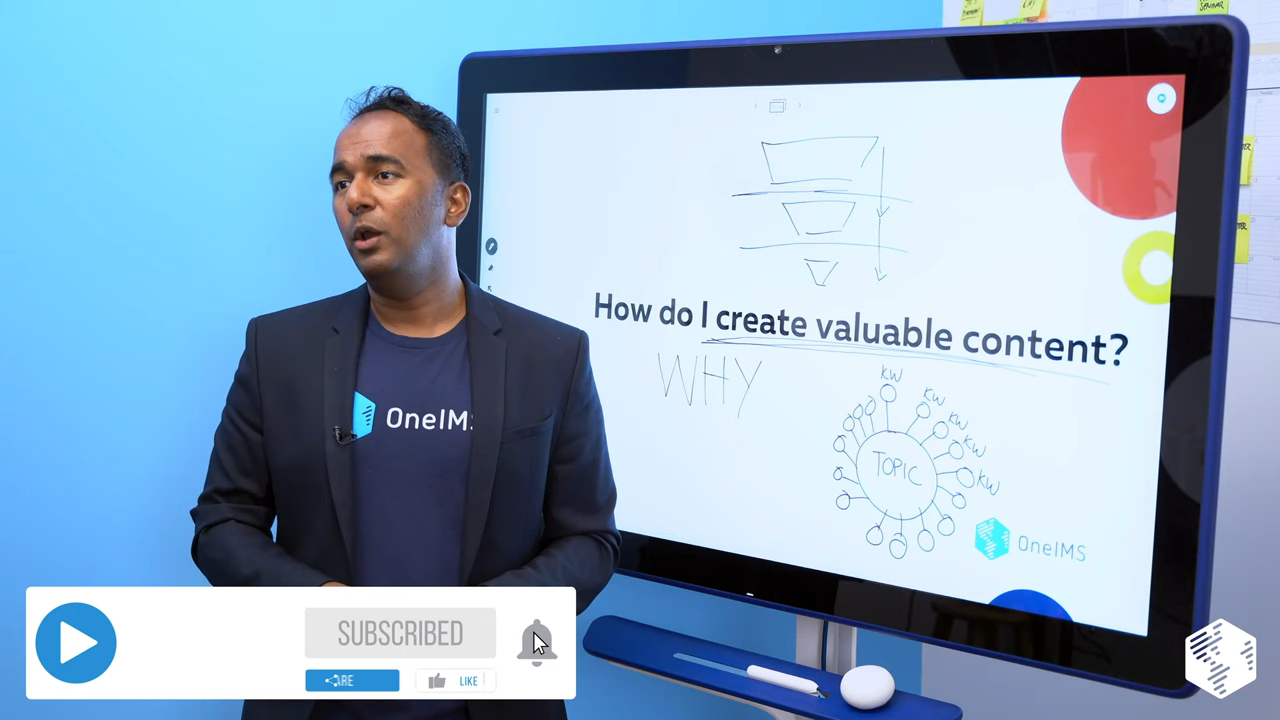 How do I create valuable content?
WHY
KW
KW
KW
KW
KW
TOPIC
OneIMS
OneIMS
SUBSCRIBED
LIKE